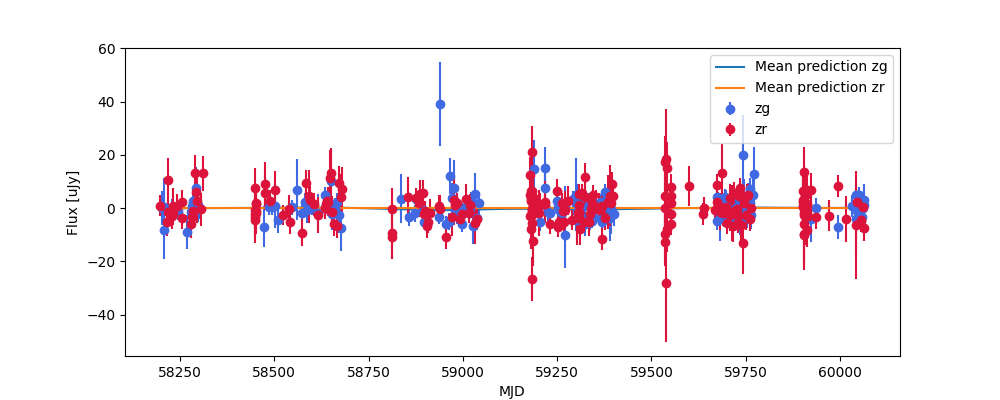 60
40
20
0
−20
−40
Flux [uJy]
58250
58500
58750
59000
59250
59500
59750
60000
MJD
Mean prediction zg
Mean prediction zr
zg
zr